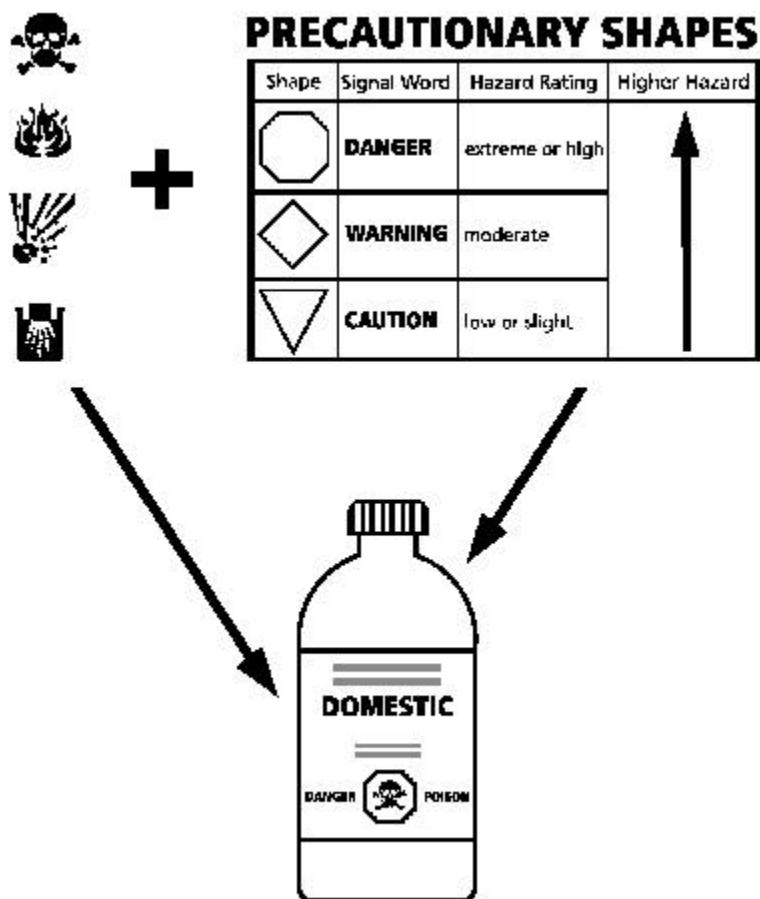 PRECAUTIONARY SHAPES
Shape Signal Word Hazard Rating Higher Hazard
DANGER extreme or high
WARNING moderate
CAUTION low or slight
DOMESTIC
DANGER POISON